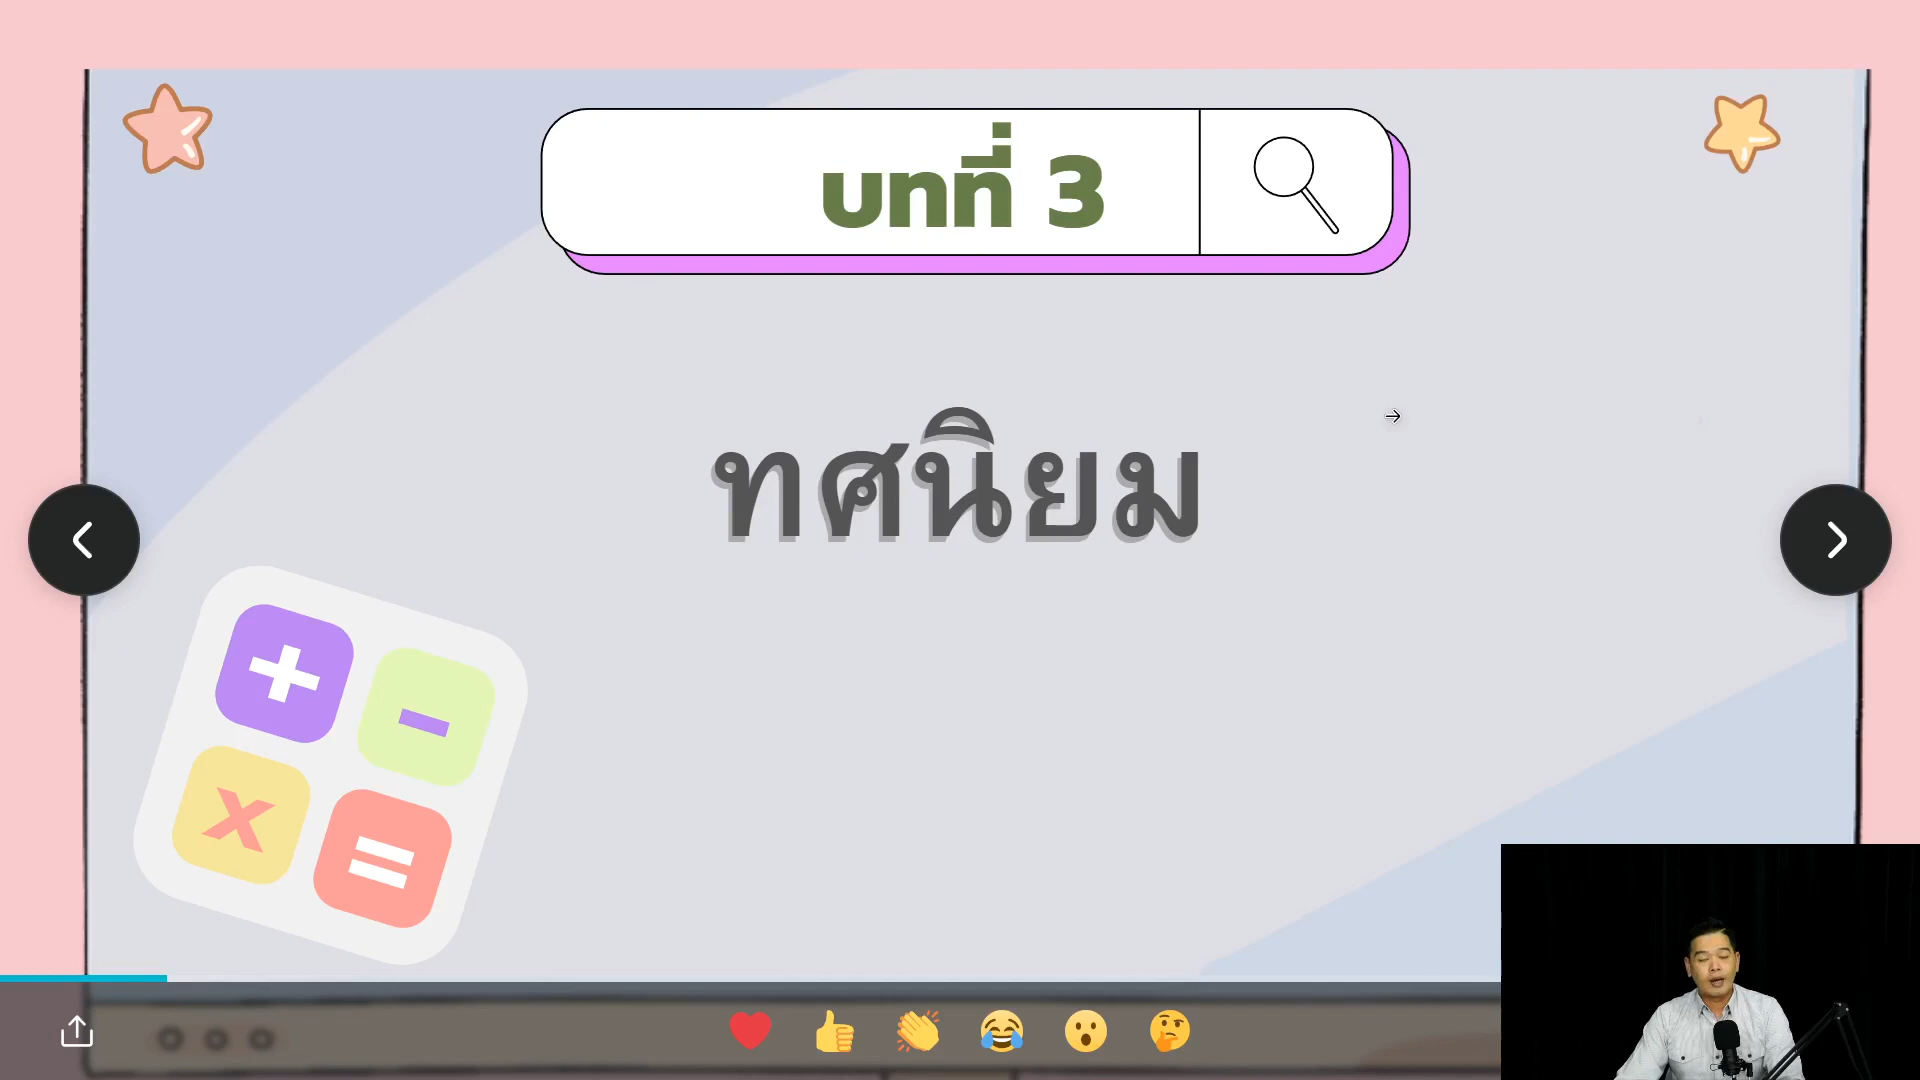 บทที่ 3
ทศนิยม
+
-
x
=